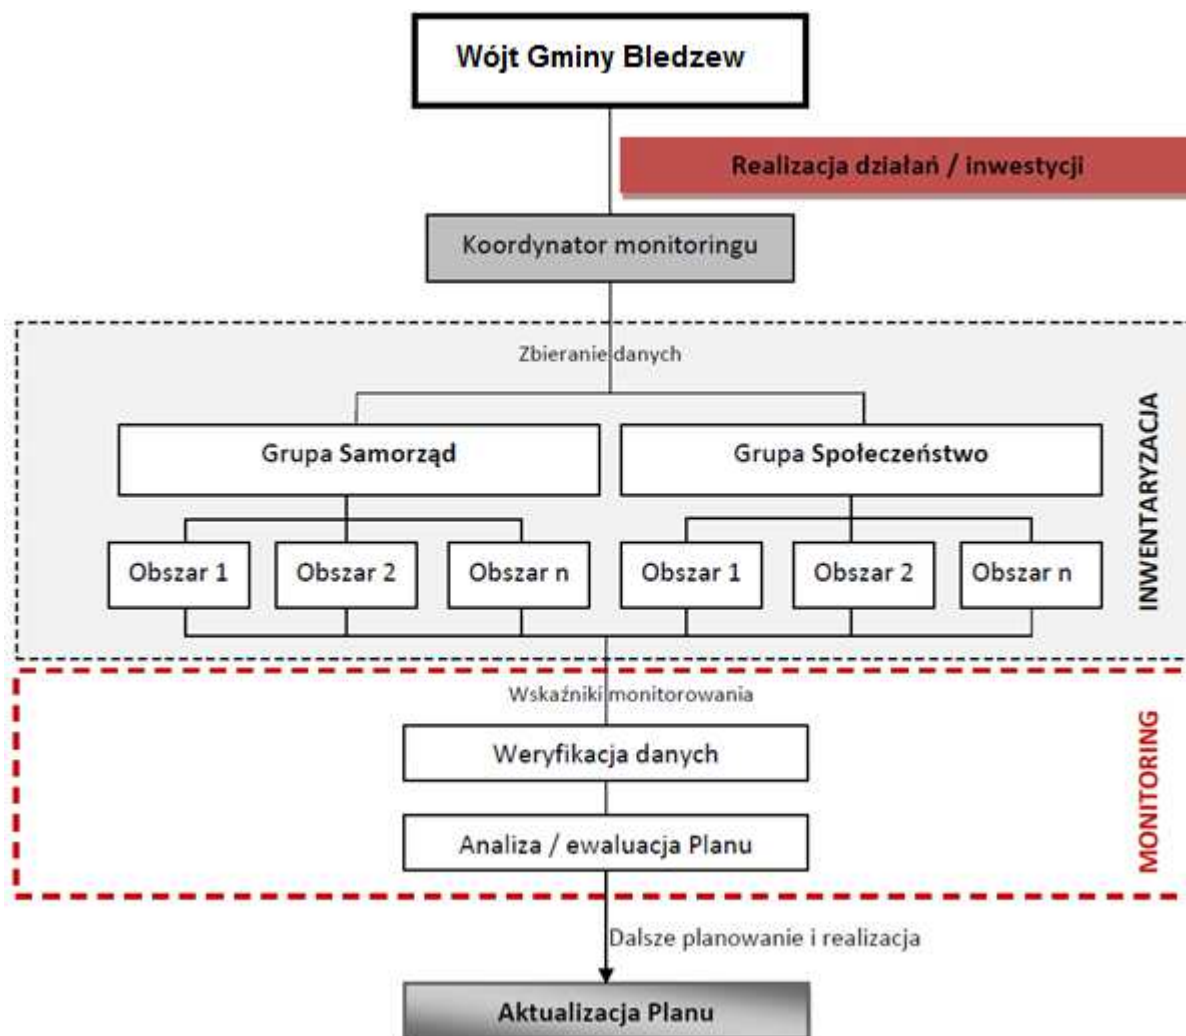 Wójt Gminy Bledzew
Realizacja działań / inwestycji
Koordynator monitoringu
Zbieranie danych
Grupa Samorząd
Grupa Społeczeństwo
Obszar 1
Obszar 2
Obszar n
Obszar 1
Obszar 2
Obszar n
INWENTARYZACJA
Wskaźniki monitorowania
Weryfikacja danych
Analiza / ewaluacja Planu
MONITORING
Dalsze planowanie i realizacja
Aktualizacja Planu